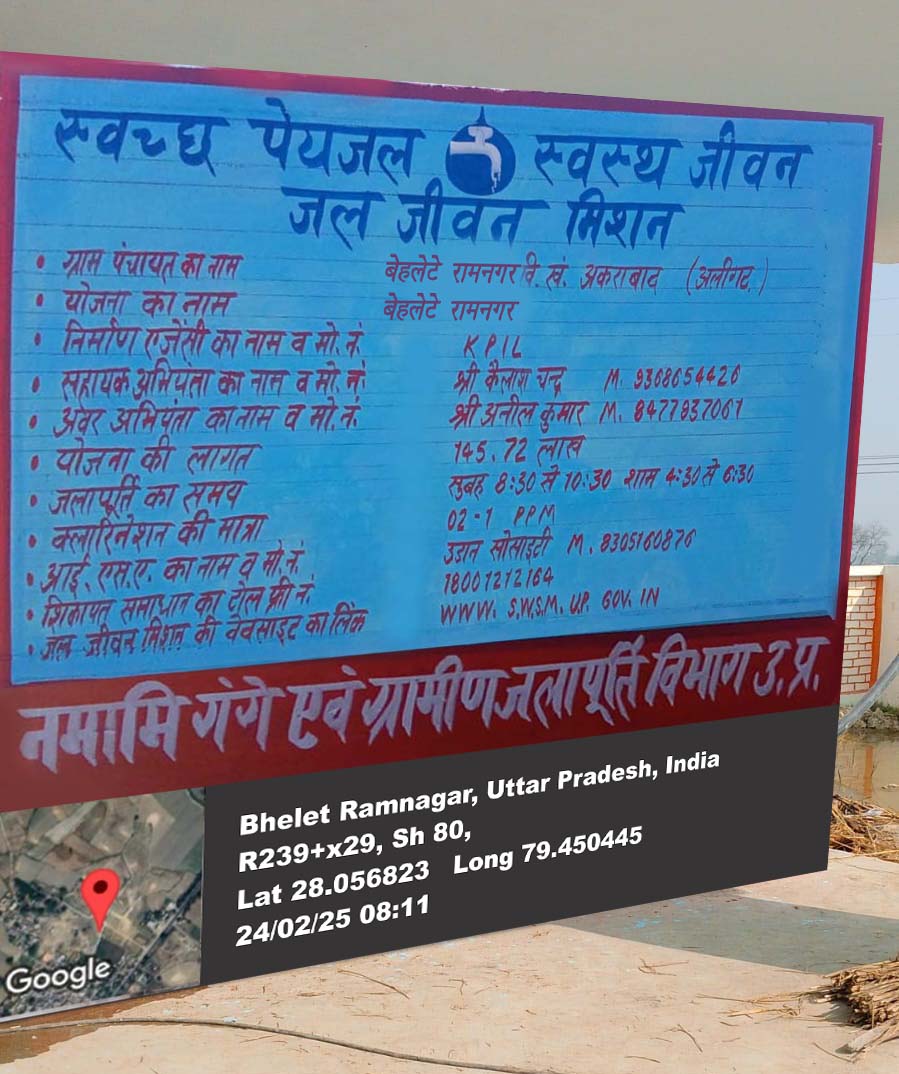 स्वच्छ पेयजल स्वस्थ जीवन
जल जीवन मिशन
• ग्राम पंचायत का नाम बेहलेटे रामनगर वि. खं. अकराबाद (अलीगढ़)
• योजना का नाम बेहलेटे रामनगर
• निर्माण एजेंसी का नाम व मो. नं. KPIL
• सहायक अभियंता का नाम व मो. नं. श्री कैलाश चन्द्र M. 9368654426
• अवर अभियंता का नाम व मो. नं. श्री अनील कुमार M. 8477937061
• योजना की लागत 145.72 लाख
• जलापूर्ति का समय सुबह 8:30 से 10:30 शाम 4:30 से 6:30
• क्लारिनेशन की मात्रा 02-1 PPM
• आई. एस. ए. का नाम व मो. नं. उडान सोसाइटी M. 8305160876
• शिकायत समाधान का टोल फ्री नं. 18001212164
• जल जीवन मिशन की वेबसाइट का लिंक WWW. S.W.S.M. U.P. GOV. IN
नमामि गंगे एवं ग्रामीण जलापूर्ति विभाग उ. प्र.
Bhelet Ramnagar, Uttar Pradesh, India
R239+x29, Sh 80,
Lat 28.056823 Long 79.450445
24/02/25 08:11
Google